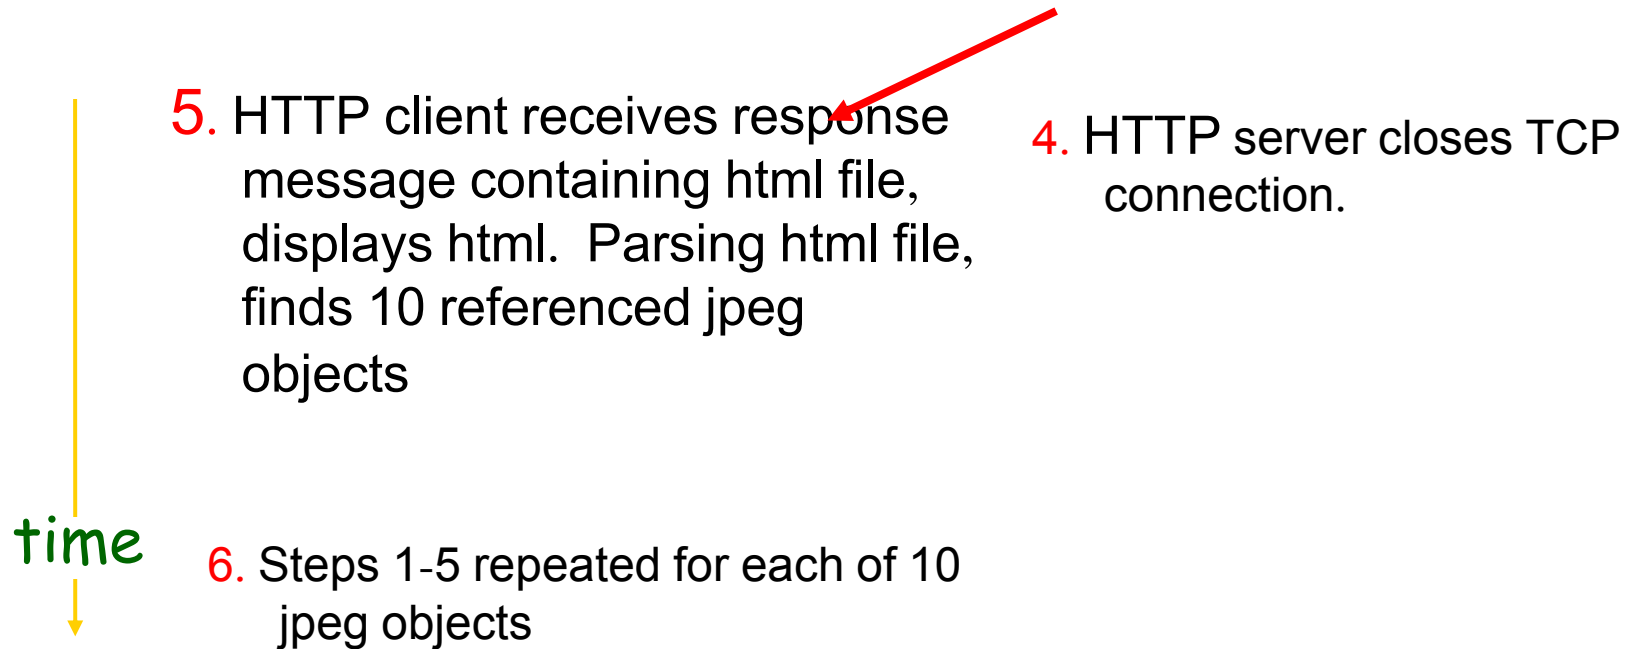 5. HTTP client receives response
message containing html file,
displays html.  Parsing html file,
finds 10 referenced jpeg
objects
4. HTTP server closes TCP
connection.
time
6. Steps 1-5 repeated for each of 10
jpeg objects